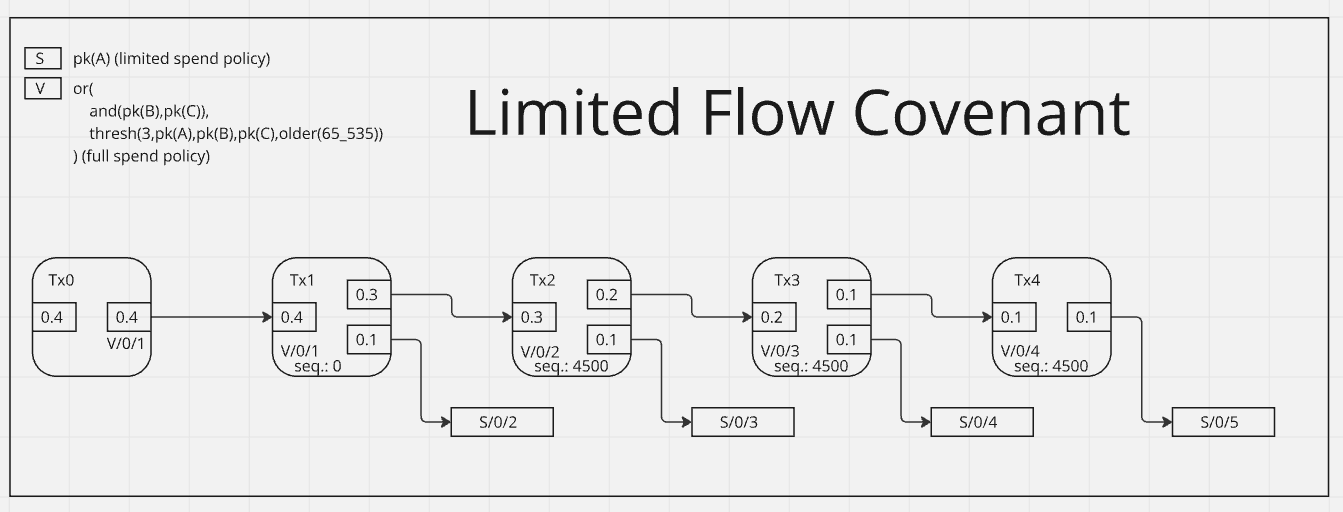 S pk(A) (limited spend policy)
V or(
and(pk(B),pk(C)),
thresh(3,pk(A),pk(B),pk(C),older(65_535))
) (full spend policy)
Limited Flow Covenant
Tx0
0.4
0.4
V/0/1
Tx1
0.4
0.3
0.1
V/0/1
seq.: 0
S/0/2
Tx2
0.3
0.2
0.1
V/0/2
seq.: 4500
S/0/3
Tx3
0.2
0.1
0.1
V/0/3
seq.: 4500
S/0/4
Tx4
0.1
0.1
V/0/4
seq.: 4500
S/0/5